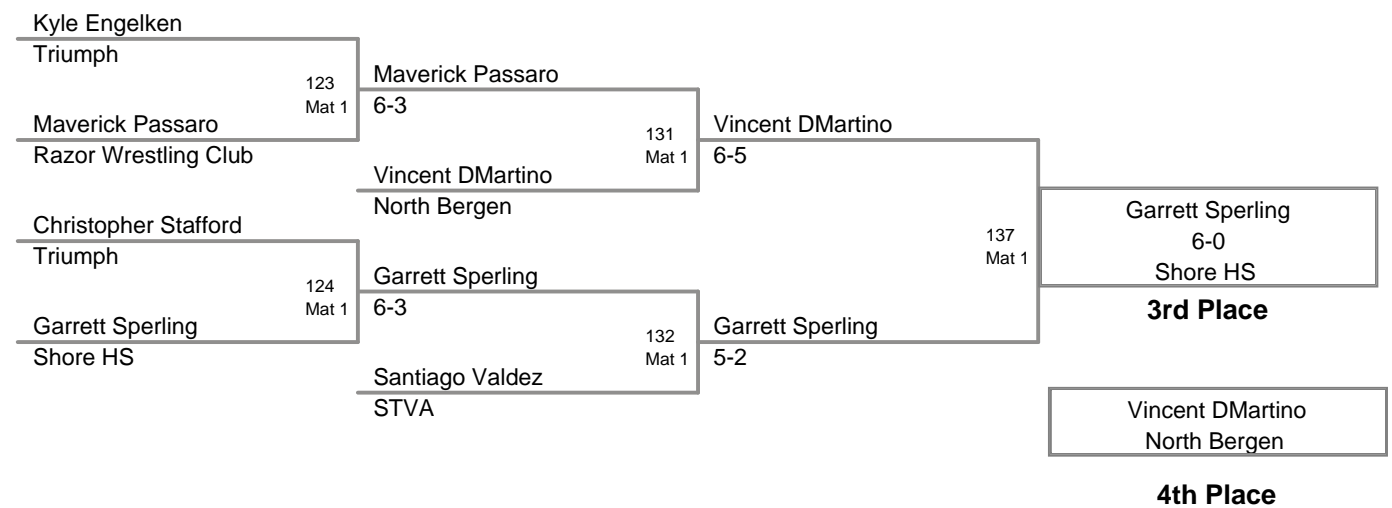 Kyle Engelken
Triumph
123
Mat 1
Maverick Passaro
Razor Wrestling Club
Maverick Passaro
6-3
131
Mat 1
Vincent DMartino
North Bergen
Vincent DMartino
6-5
Christopher Stafford
Triumph
124
Mat 1
Garrett Sperling
Shore HS
Garrett Sperling
6-3
132
Mat 1
Santiago Valdez
STVA
Garrett Sperling
5-2
137
Mat 1
Garrett Sperling
6-0
Shore HS
3rd Place
Vincent DMartino
North Bergen
4th Place